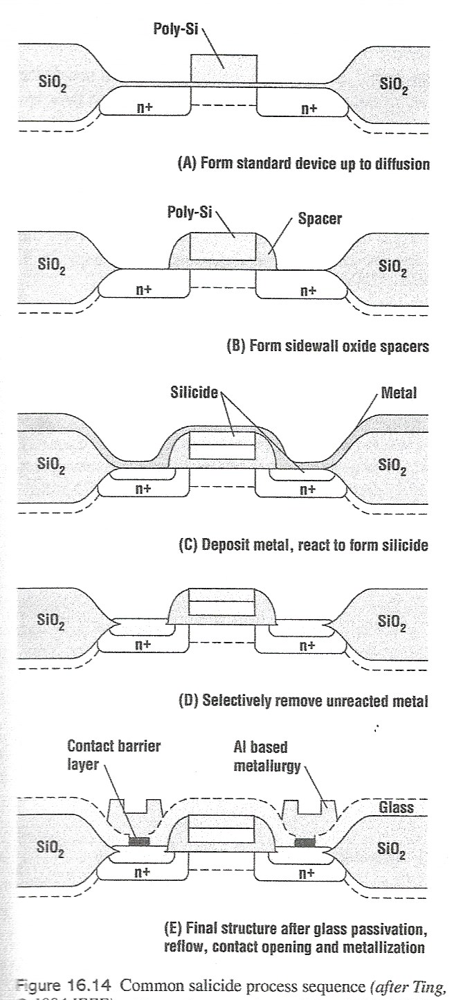 Poly-Si
SiO2
SiO2
n+
n+
(A) Form standard device up to diffusion
Poly-Si
Spacer
SiO2
SiO2
n+
n+
(B) Form sidewall oxide spacers
Silicide
Metal
SiO2
SiO2
n+
n+
(C) Deposit metal, react to form silicide
SiO2
SiO2
n+
n+
(D) Selectively remove unreacted metal
Contact barrier
layer
Al based
metallurgy
Glass
SiO2
SiO2
n+
n+
(E) Final structure after glass passivation,
reflow, contact opening and metallization
Figure 16.14 Common salicide process sequence (after Ting,